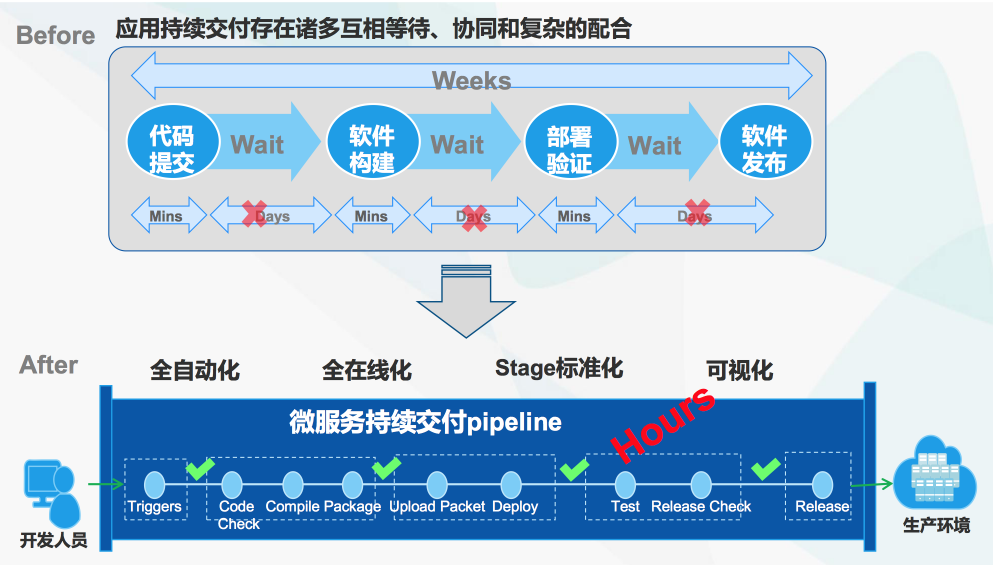 Before
应用持续交付存在诸多互相等待、协同和复杂的配合
Weeks
代码
提交
Wait
软件
构建
Wait
部署
验证
Wait
软件
发布
Mins
Days
Mins
Days
Mins
Days
After
全自动化
全在线化
Stage标准化
可视化
微服务持续交付pipeline
Hours
Triggers
Code
Check
Compile
Package
Upload Packet
Deploy
Test
Release Check
Release
开发人员
生产环境